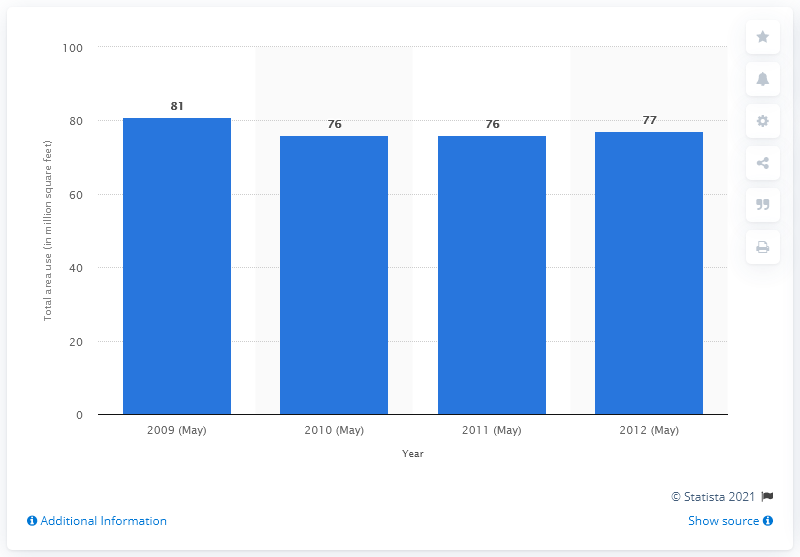 100
80
60
40
20
0
Total area use (in million square feet)
81
76
76
77
2009 (May)
2010 (May)
2011 (May)
2012 (May)
Year
© Statista 2021
Additional Information
Show source